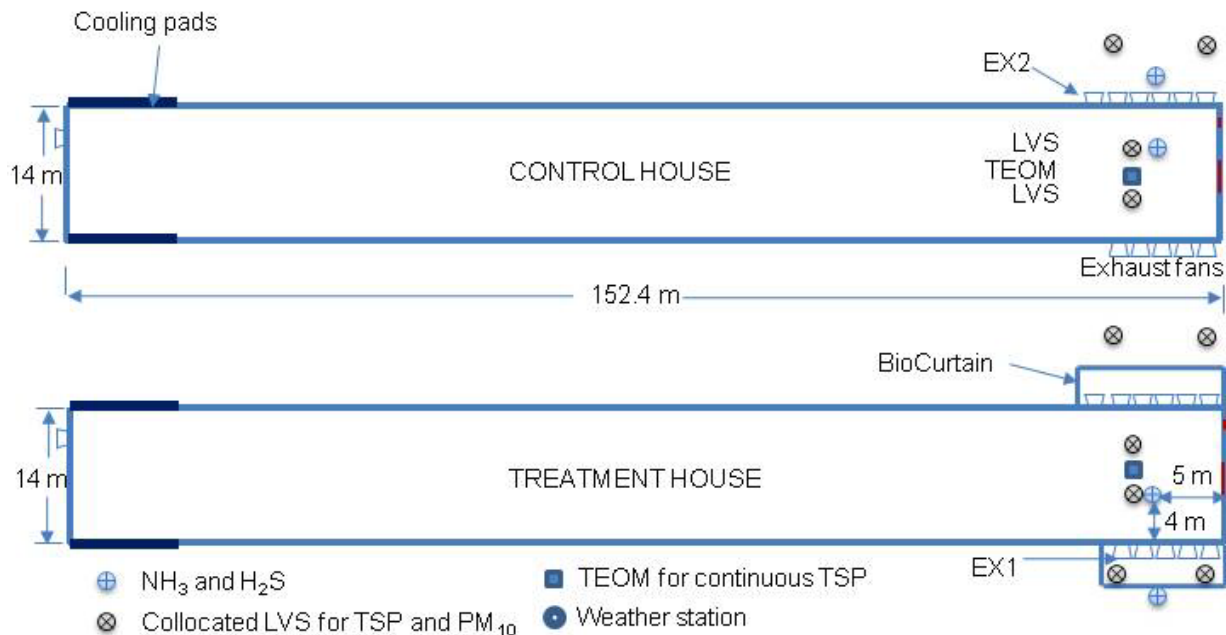 Cooling pads
EX2
14 m
CONTROL HOUSE
LVS
TEOM
LVS
Exhaust fans
152.4 m
BioCurtain
14 m
TREATMENT HOUSE
5 m
4 m
EX1
NH₃ and H₂S
TEOM for continuous TSP
Collocated LVS for TSP and PM₁₀
Weather station